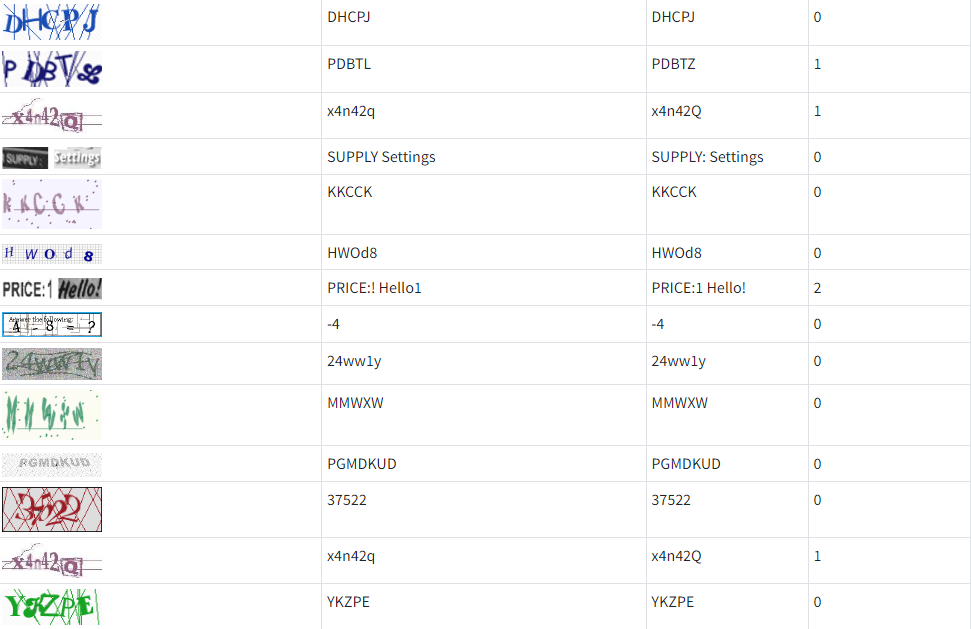 DHCPJ DHCPJ DHCPJ 0
PDBTL PDBTZ 1
x4n42Q x4n42q x4n42Q 1
SUPPLY: Settings SUPPLY Settings SUPPLY: Settings 0
KKCCK KKCCK KKCCK 0
HWOd8 HWOd8 HWOd8 0
PRICE:1 Hello! PRICE:! Hello1 PRICE:1 Hello! 2
Answer the following:
4 - 8 = ? -4 -4 0
24ww1y 24ww1y 24ww1y 0
MMWXW MMWXW MMWXW 0
PGMDKUD PGMDKUD PGMDKUD 0
37522 37522 0
x4n42Q x4n42q x4n42Q 1
YKZPE YKZPE YKZPE 0